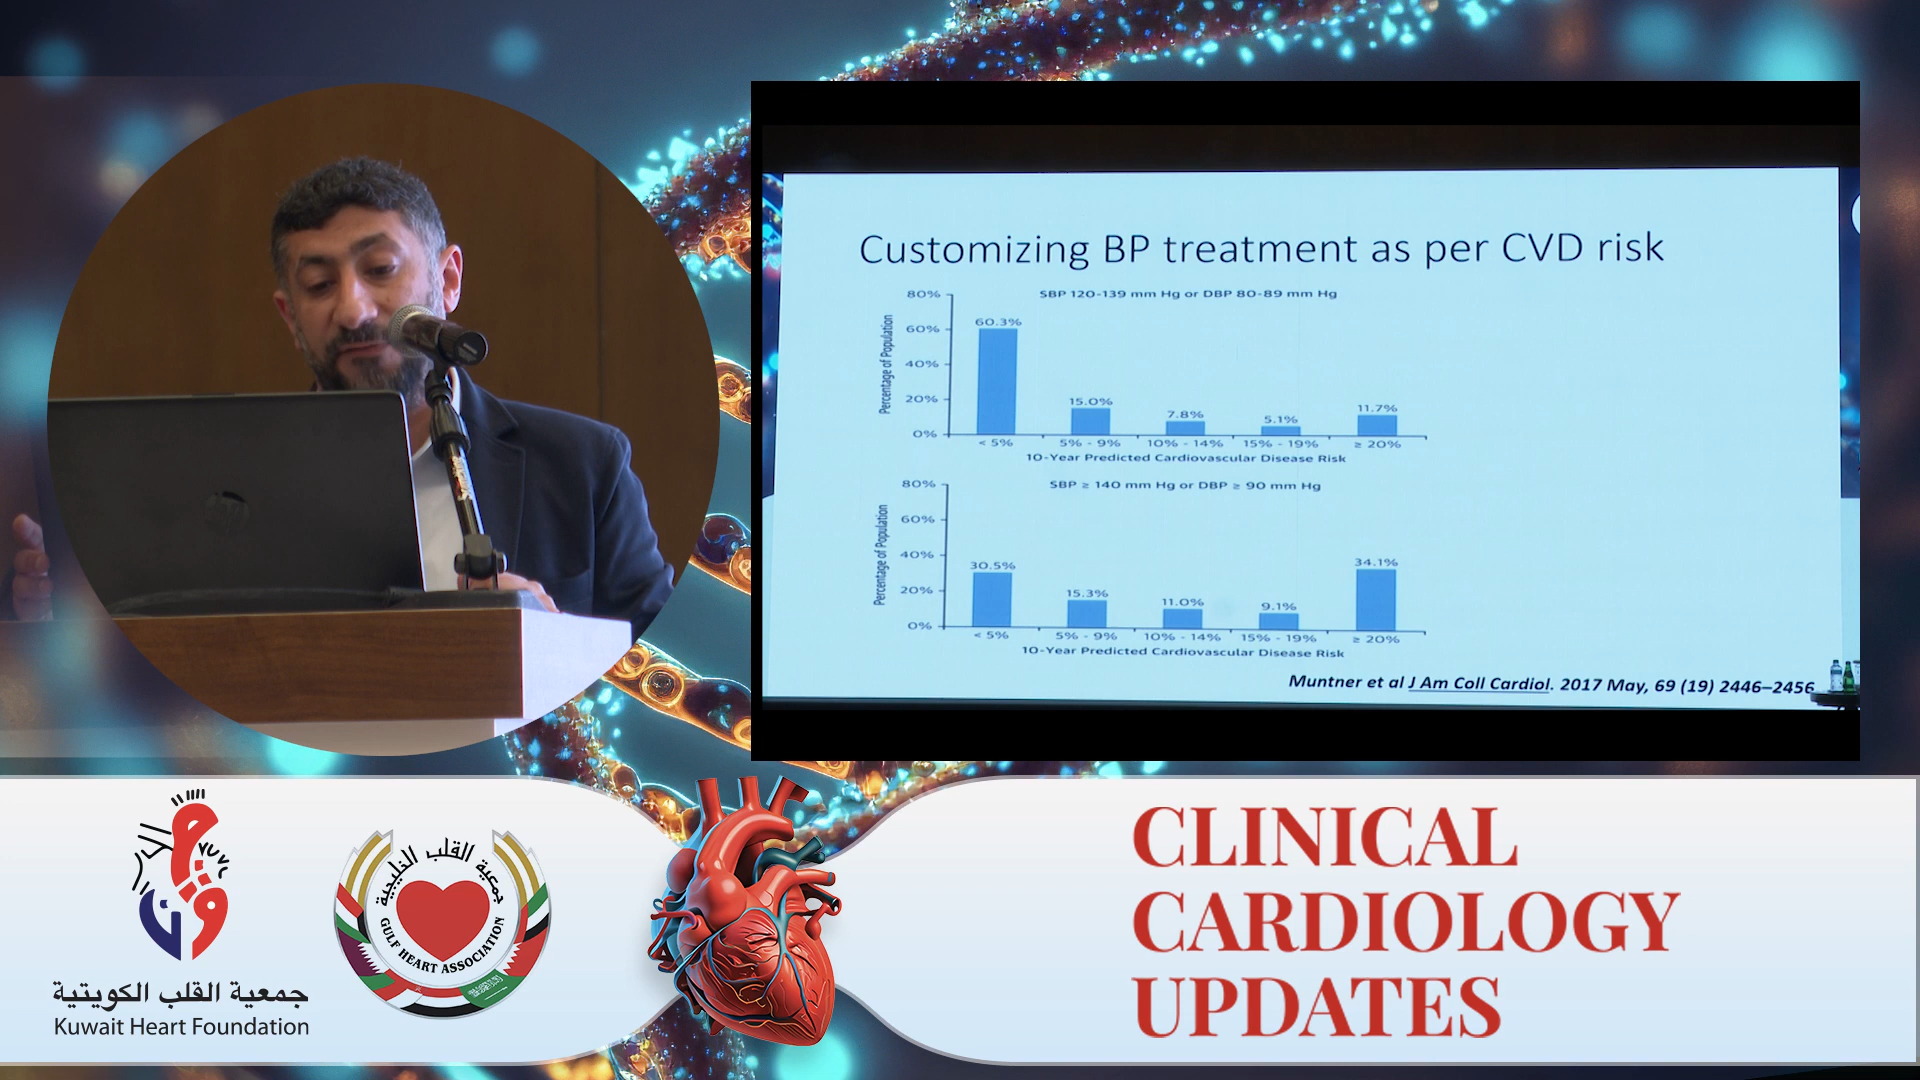 Customizing BP treatment as per CVD risk
SBP 120-139 mm Hg or DBP 80-89 mm Hg
Percentage of Population
80%
60%
40%
20%
0%
60.3%
15.0%
7.8%
5.1%
11.7%
< 5%
5% - 9%
10% - 14%
15% - 19%
≥ 20%
10-Year Predicted Cardiovascular Disease Risk
SBP ≥ 140 mm Hg or DBP ≥ 90 mm Hg
Percentage of Population
80%
60%
40%
20%
0%
30.5%
15.3%
11.0%
9.1%
34.1%
< 5%
5% - 9%
10% - 14%
15% - 19%
≥ 20%
10-Year Predicted Cardiovascular Disease Risk
Muntner et al J Am Coll Cardiol. 2017 May, 69 (19) 2446–2456
جمعية القلب الكويتية
Kuwait Heart Foundation
جمعية القلب الخليجية
GULF HEART ASSOCIATION
CLINICAL
CARDIOLOGY
UPDATES